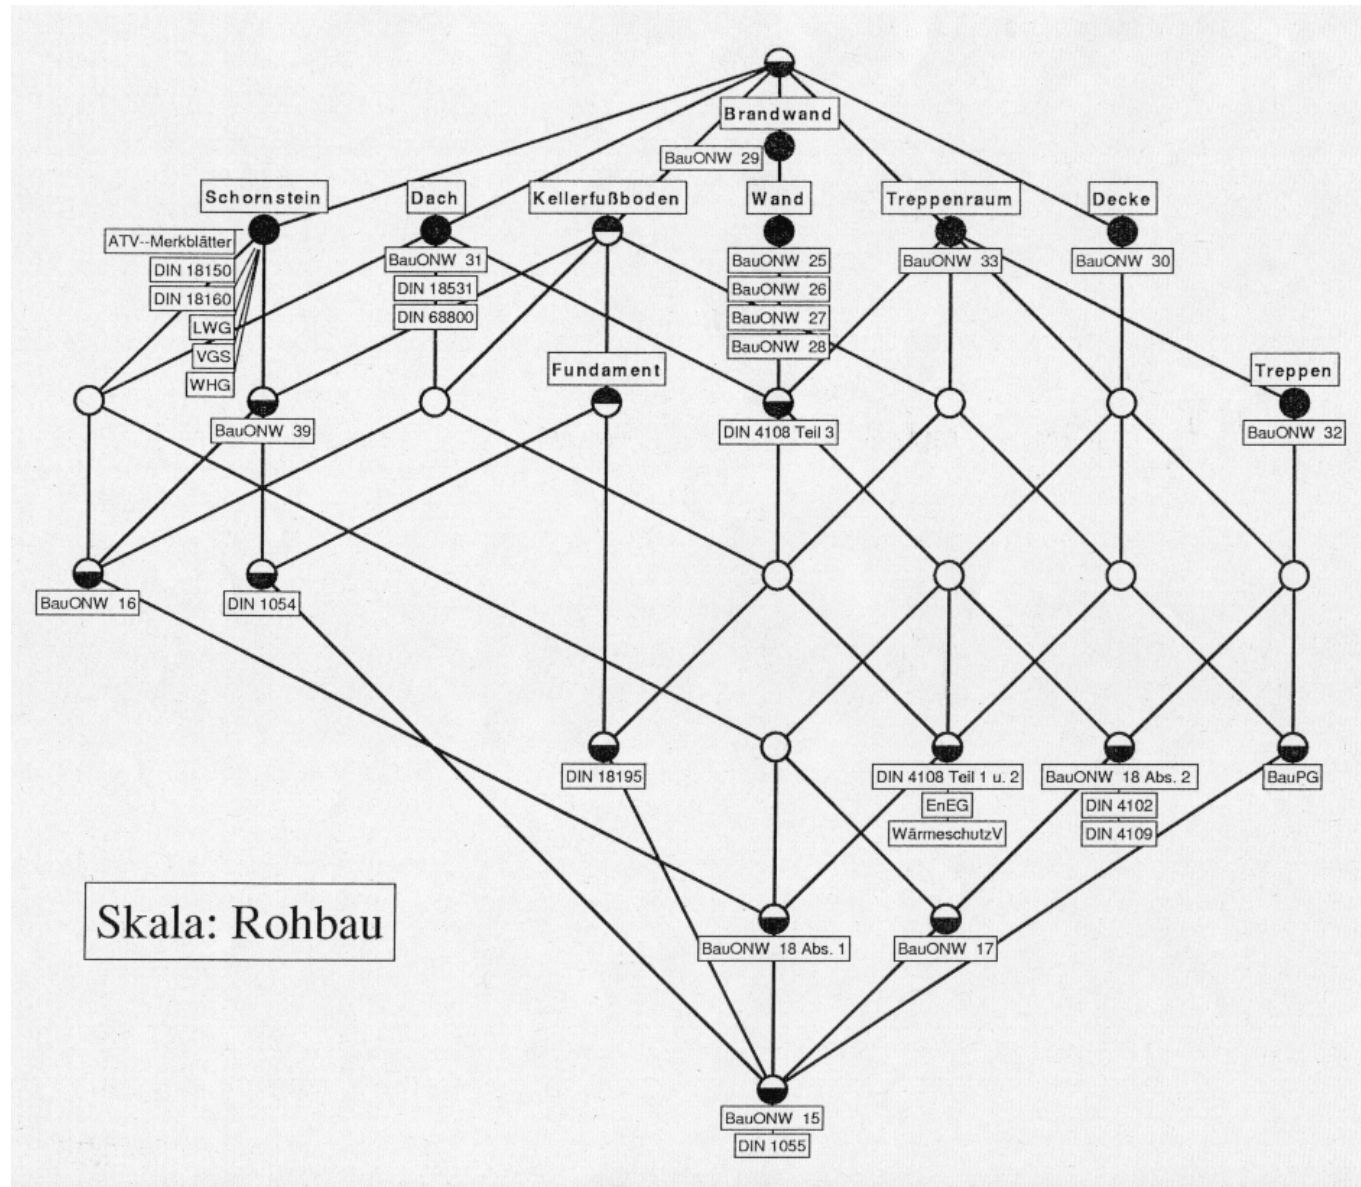 Brandwand
BauONW 29
Schornstein
Dach
Kellerfußboden
Wand
Treppenraum
Decke
ATV--Merkblätter
DIN 18150
DIN 18160
LWG
VGS
WHG
BauONW 31
DIN 18531
DIN 68800
BauONW 25
BauONW 26
BauONW 27
BauONW 28
BauONW 33
BauONW 30
Fundament
Treppen
BauONW 39
DIN 4108 Teil 3
BauONW 32
BauONW 16
DIN 1054
DIN 18195
DIN 4108 Teil 1 u. 2
EnEG
WärmeschutzV
BauONW 18 Abs. 2
DIN 4102
DIN 4109
BauPG
Skala: Rohbau
BauONW 18 Abs. 1
BauONW 17
BauONW 15
DIN 1055